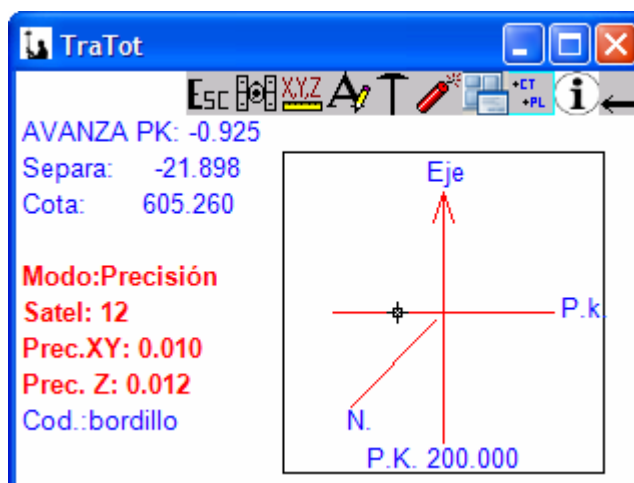 TraTot
Esc X,Y,Z A T +CT +PL i
AVANZA PK: -0.925
Separa: -21.898
Cota: 605.260
Modo:Precisión
Satel: 12
Prec.XY: 0.010
Prec. Z: 0.012
Cod.:bordillo
Eje
P.k.
N.
P.K. 200.000